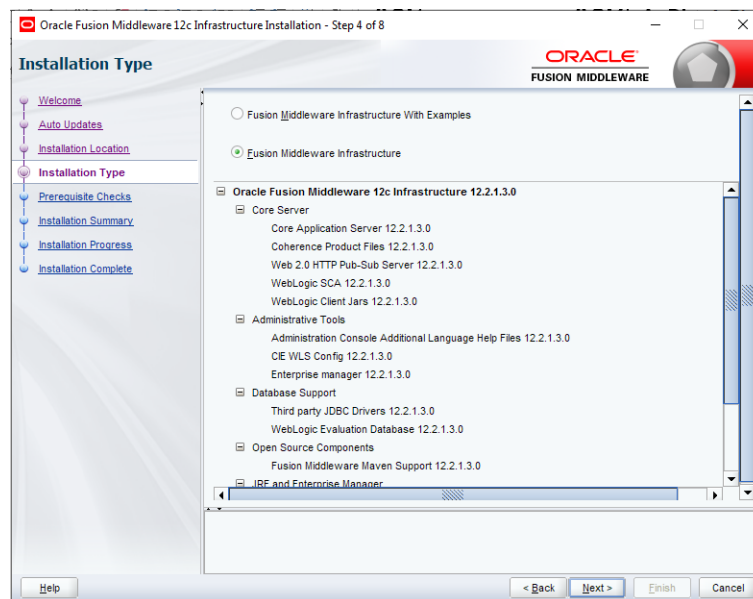 Oracle Fusion Middleware 12c Infrastructure Installation - Step 4 of 8
Installation Type
ORACLE
FUSION MIDDLEWARE
Welcome
Auto Updates
Installation Location
Installation Type
Prerequisite Checks
Installation Summary
Installation Progress
Installation Complete
Fusion Middleware Infrastructure With Examples
Fusion Middleware Infrastructure
Oracle Fusion Middleware 12c Infrastructure 12.2.1.3.0
Core Server
Core Application Server 12.2.1.3.0
Coherence Product Files 12.2.1.3.0
Web 2.0 HTTP Pub-Sub Server 12.2.1.3.0
WebLogic SCA 12.2.1.3.0
WebLogic Client Jars 12.2.1.3.0
Administrative Tools
Administration Console Additional Language Help Files 12.2.1.3.0
CIE WLS Config 12.2.1.3.0
Enterprise manager 12.2.1.3.0
Database Support
Third party JDBC Drivers 12.2.1.3.0
WebLogic Evaluation Database 12.2.1.3.0
Open Source Components
Fusion Middleware Maven Support 12.2.1.3.0
JRF and Enterprise Manager
Help
< Back
Next >
Finish
Cancel